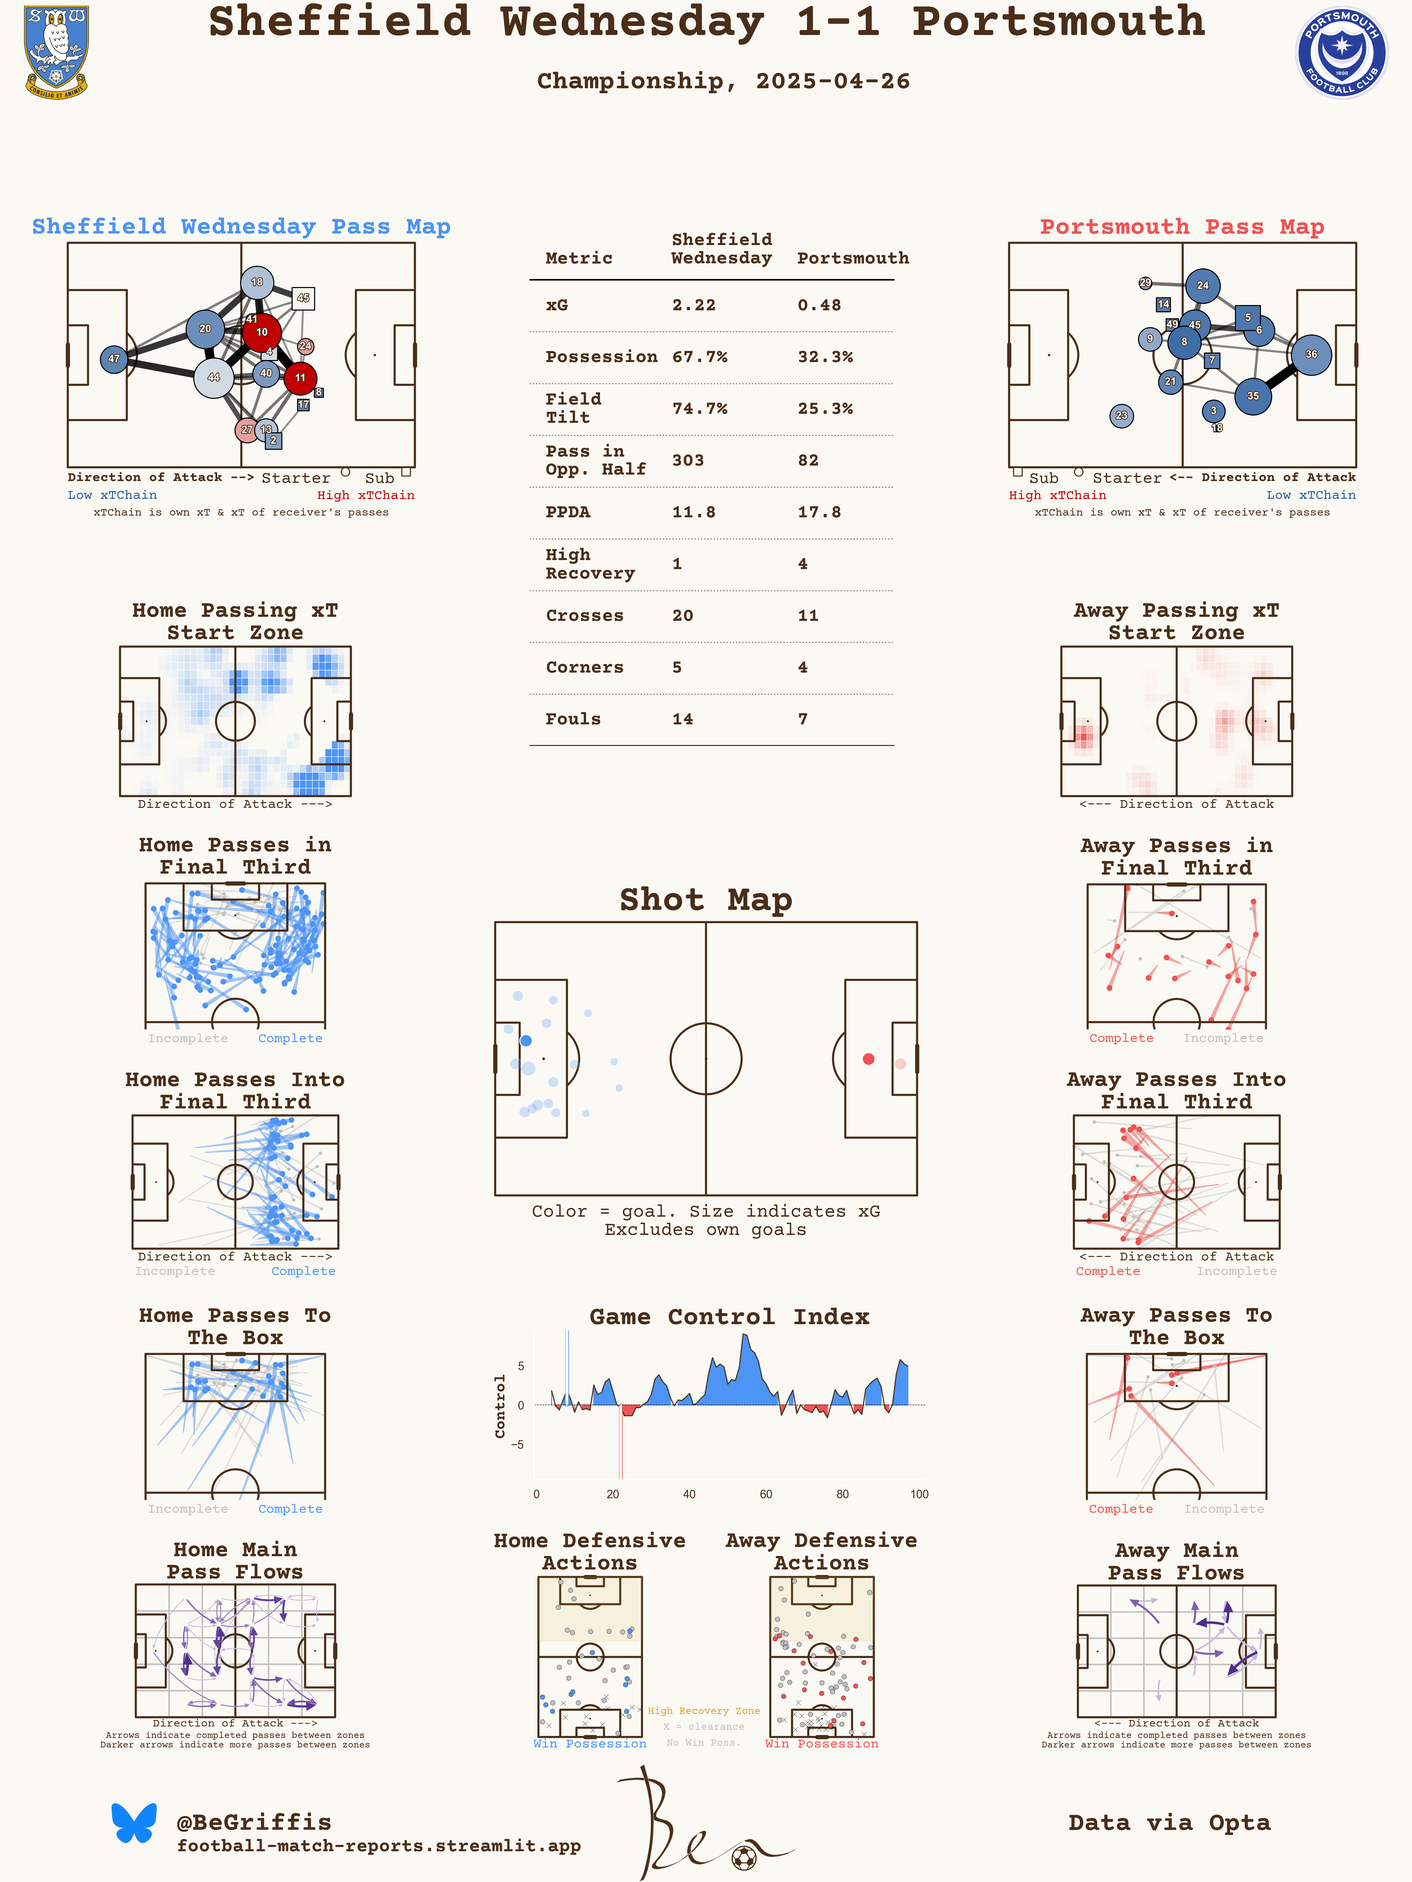 Sheffield Wednesday 1-1 Portsmouth
Championship, 2025-04-26
S W
CONSILIO ET ANIMIS
PORTSMOUTH
1898
FOOTBALL CLUB
Sheffield Wednesday Pass Map
18
45
41
20
10
4
24
47
44
40
11
8
17
27
13
2
Direction of Attack --> Starter Sub
Low xTChain High xTChain
xTChain is own xT & xT of receiver's passes
Metric Sheffield Wednesday Portsmouth
xG 2.22 0.48
Possession 67.7% 32.3%
Field Tilt 74.7% 25.3%
Pass in Opp. Half 303 82
PPDA 11.8 17.8
High Recovery 1 4
Crosses 20 11
Corners 5 4
Fouls 14 7
Portsmouth Pass Map
29
24
14
49
45
5
6
9
8
7
36
21
35
23
3
18
Sub Starter <-- Direction of Attack
High xTChain Low xTChain
xTChain is own xT & xT of receiver's passes
Home Passing xT
Start Zone
Direction of Attack --->
Away Passing xT
Start Zone
<--- Direction of Attack
Home Passes in
Final Third
Incomplete Complete
Away Passes in
Final Third
Complete Incomplete
Shot Map
Color = goal. Size indicates xG
Excludes own goals
Home Passes Into
Final Third
Direction of Attack --->
Incomplete Complete
Away Passes Into
Final Third
<--- Direction of Attack
Complete Incomplete
Home Passes To
The Box
Incomplete Complete
Game Control Index
Control
5
0
−5
0 20 40 60 80 100
Away Passes To
The Box
Complete Incomplete
Home Main
Pass Flows
Direction of Attack --->
Arrows indicate completed passes between zones
Darker arrows indicate more passes between zones
Home Defensive
Actions
Win Possession
High Recovery Zone
X = clearance
No Win Poss.
Away Defensive
Actions
Win Possession
Away Main
Pass Flows
<--- Direction of Attack
Arrows indicate completed passes between zones
Darker arrows indicate more passes between zones
@BeGriffis
football-match-reports.streamlit.app
Ben
Data via Opta